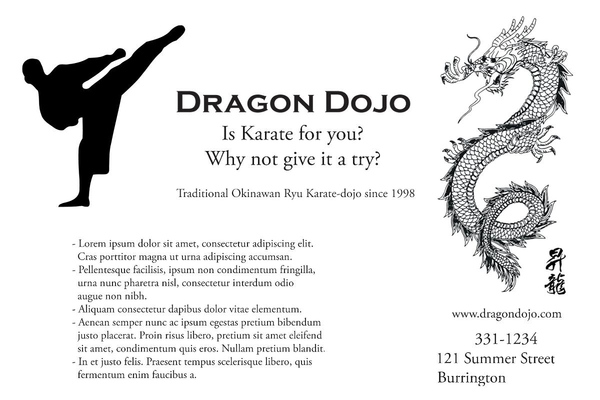 DRAGON DOJO
Is Karate for you?
Why not give it a try?
Traditional Okinawan Ryu Karate-dojo since 1998
- Lorem ipsum dolor sit amet, consectetur adipiscing elit.
Cras porttitor magna ut urna adipiscing accumsan.
- Pellentesque facilisis, ipsum non condimentum fringilla,
urna nunc pharetra nisl, consectetur interdum odio
augue non nibh.
- Aliquam consectetur dapibus dolor vitae elementum.
- Aenean semper nunc ac ipsum egestas pretium bibendum
justo placerat. Proin risus libero, pretium sit amet eleifend
sit amet, condimentum quis eros. Nullam pretium blandit.
- In et justo felis. Praesent tempus scelerisque libero, quis
fermentum enim faucibus a.
昇
龍
www.dragondojo.com
331-1234
121 Summer Street
Burrington